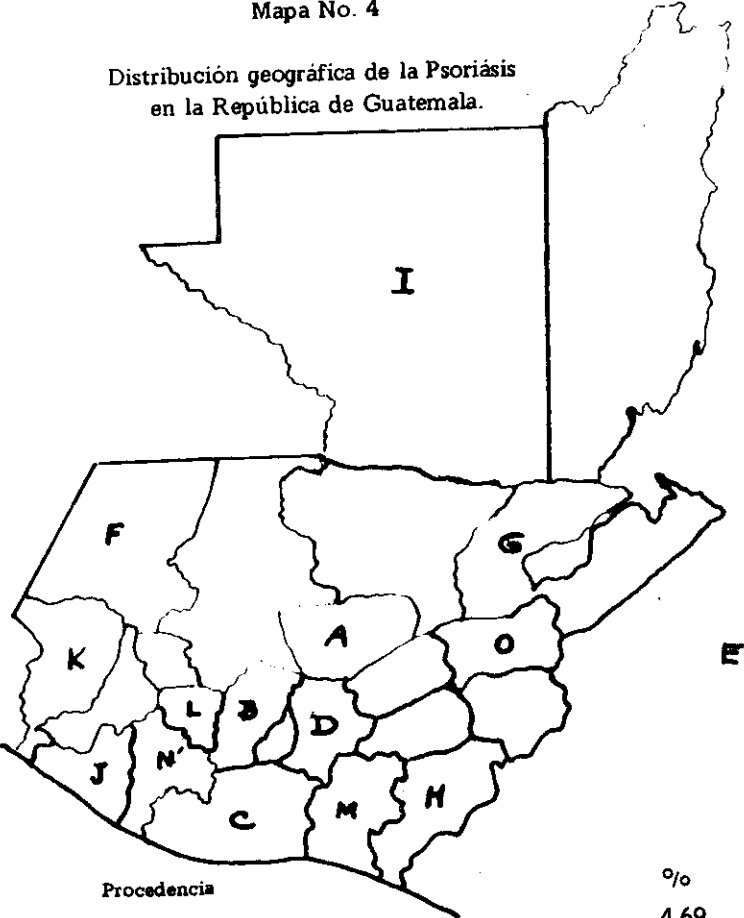 Mapa No. 4
Distribución geográfica de la Psoriásis
en la República de Guatemala.
I
F
G
A
O
K
E
L
B
D
N
J
C
M
H
Procedencia
%
4.69